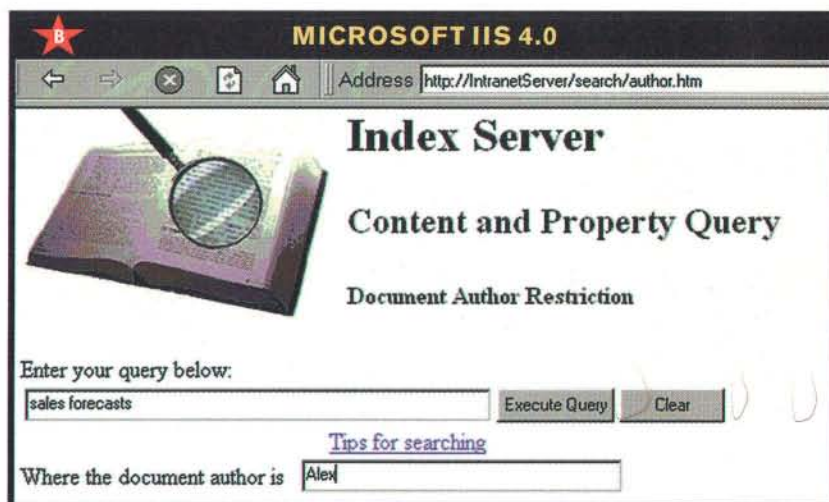 B
MICROSOFT IIS 4.0
Address http://IntranetServer/search/author.htm
Index Server
Content and Property Query
Document Author Restriction
Enter your query below:
sales forecasts Execute Query Clear
Tips for searching
Where the document author is Alex